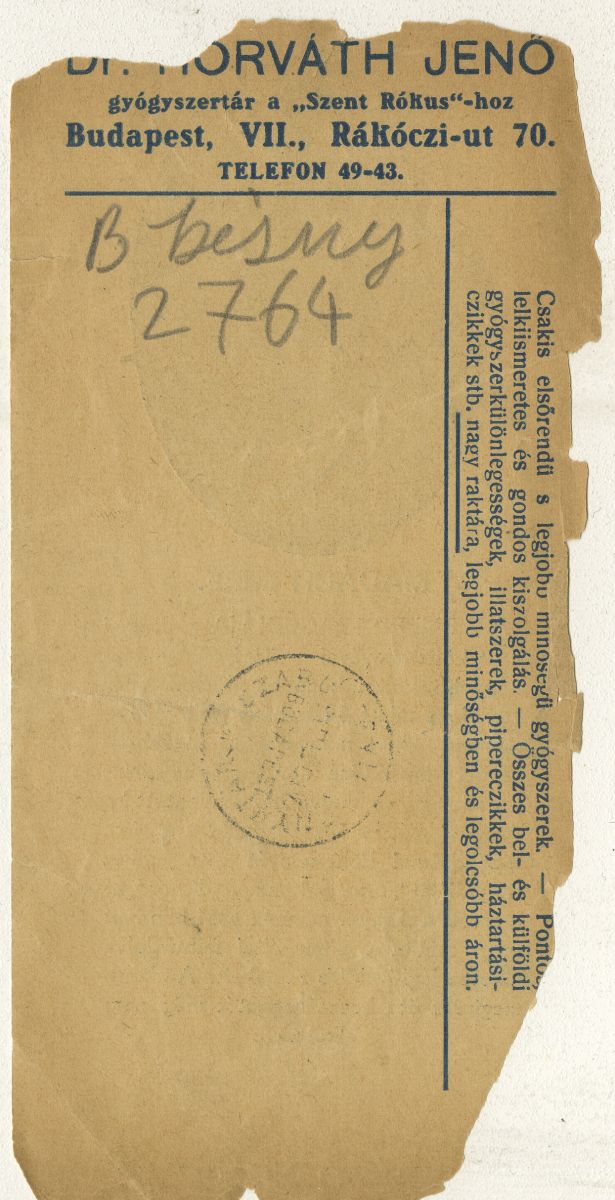 Dr. HORVÁTH JENŐ
gyógyszertár a „Szent Rókus“-hoz
Budapest, VII., Rákóczi-ut 70.
TELEFON 49-43.
B bésny
2764
Csakis elsőrendü s legjobb minőségü gyógyszerek. — Pontos,
lelkiismeretes és gondos kiszolgálás. — Összes bel- és külföldi
gyógyszerkülönlegességek, illatszerek, pipereczikkek, háztartási-
czikkek stb. nagy raktára, legjobb minőségben és legolcsóbb áron.